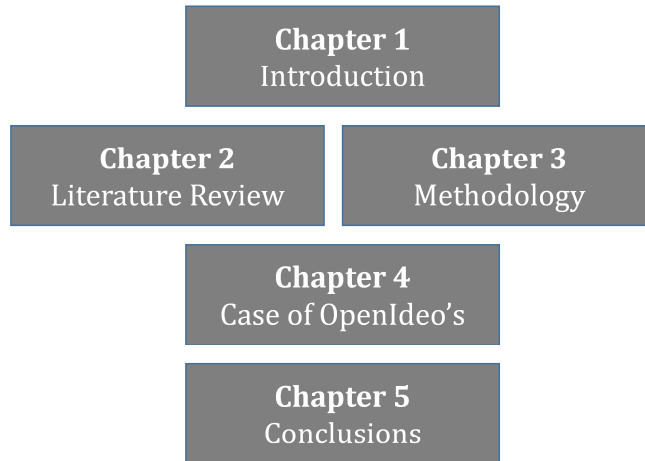 Chapter 1
Introduction
Chapter 2
Literature Review
Chapter 3
Methodology
Chapter 4
Case of OpenIdeo’s
Chapter 5
Conclusions